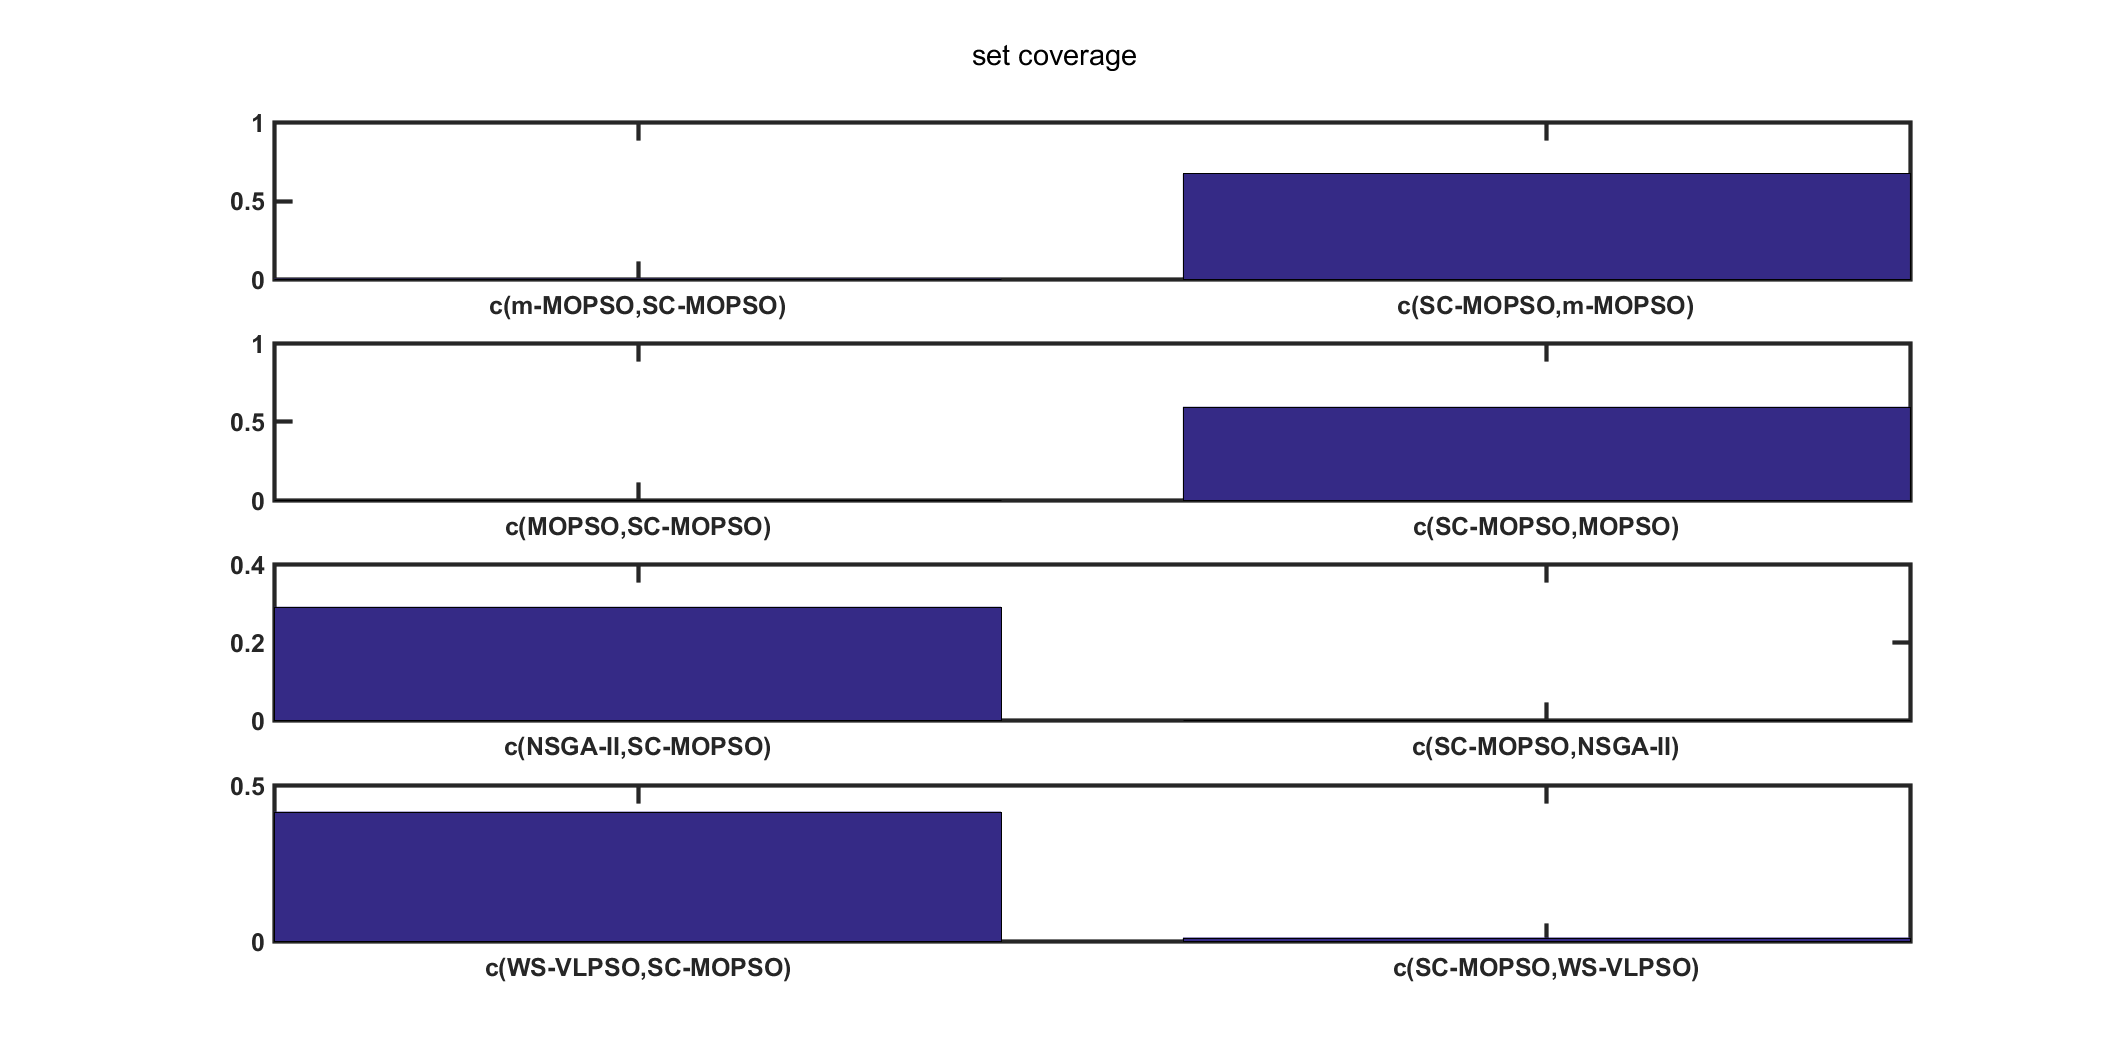 set coverage
1
0.5
0
c(m-MOPSO,SC-MOPSO) c(SC-MOPSO,m-MOPSO)
1
0.5
0
c(MOPSO,SC-MOPSO) c(SC-MOPSO,MOPSO)
0.4
0.2
0
c(NSGA-II,SC-MOPSO) c(SC-MOPSO,NSGA-II)
0.5
0
c(WS-VLPSO,SC-MOPSO) c(SC-MOPSO,WS-VLPSO)